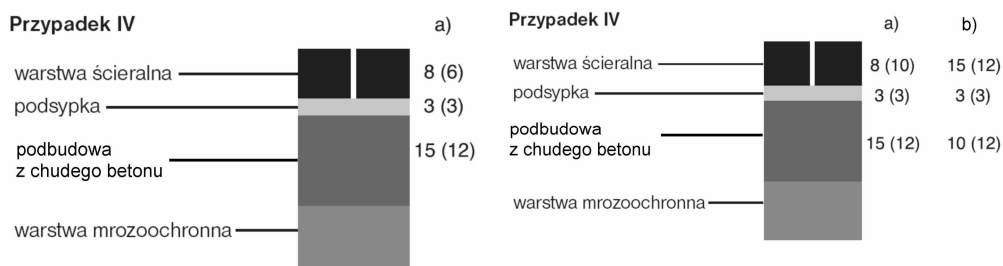 Przypadek IV
a)
warstwa ścieralna
8 (6)
podsypka
3 (3)
podbudowa
z chudego betonu
15 (12)
warstwa mrozoochronna
Przypadek IV
a) b)
warstwa ścieralna
8 (10) 15 (12)
podsypka
3 (3) 3 (3)
podbudowa
z chudego betonu
15 (12) 10 (12)
warstwa mrozoochronna